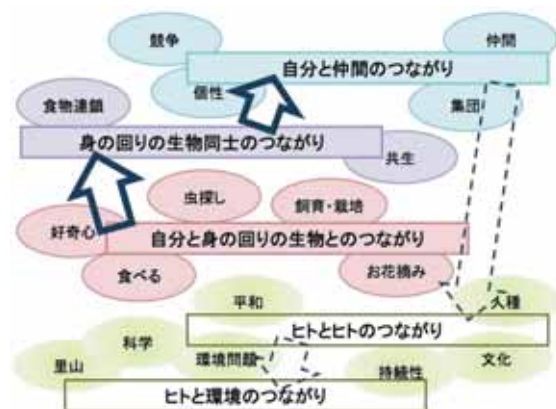 競争
仲間
自分と仲間のつながり
個性
集団
食物連鎖
身の回りの生物同士のつながり
共生
虫探し
飼育・栽培
好奇心
自分と身の回りの生物とのつながり
食べる
お花摘み
平和
人種
ヒトとヒトのつながり
科学
里山
環境問題
持続性
文化
ヒトと環境のつながり